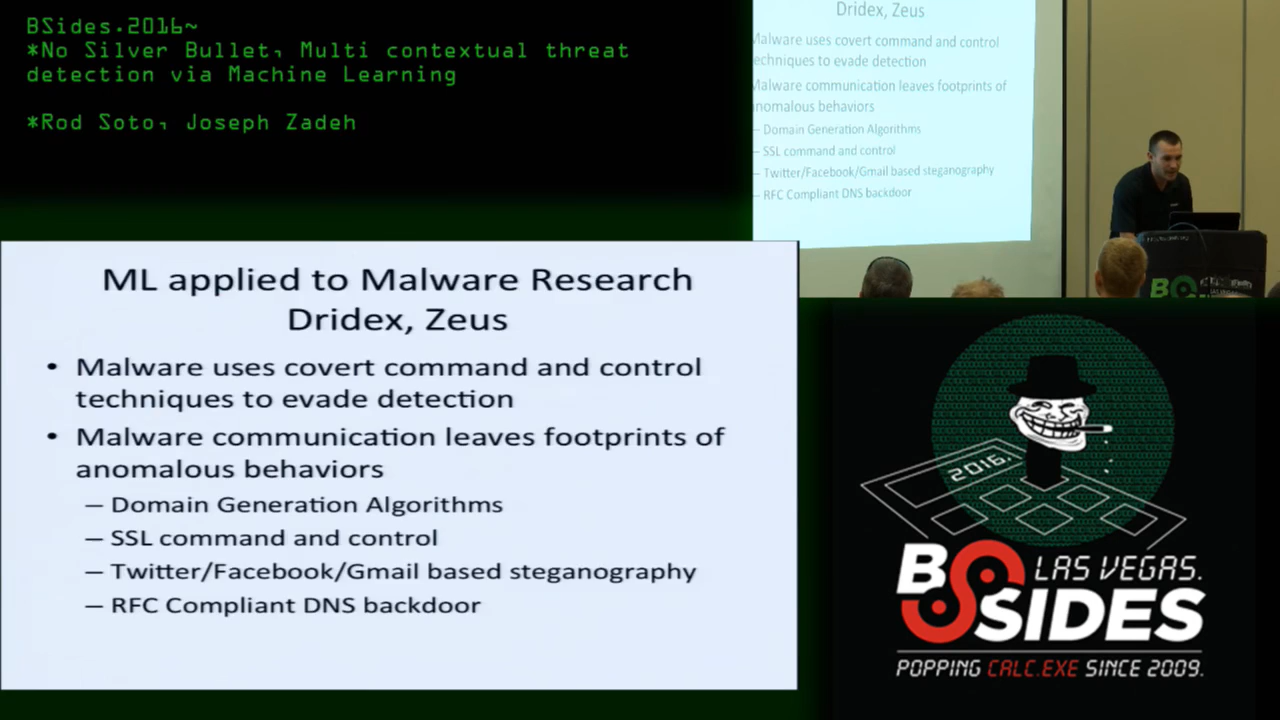 BSides.2016~
*No Silver Bullet, Multi contextual threat
detection via Machine Learning
*Rod Soto, Joseph Zadeh
Dridex, Zeus
Malware uses covert command and control
techniques to evade detection
Malware communication leaves footprints of
anomalous behaviors
– Domain Generation Algorithms
– SSL command and control
– Twitter/Facebook/Gmail based steganography
– RFC Compliant DNS backdoor
ML applied to Malware Research
Dridex, Zeus
• Malware uses covert command and control
techniques to evade detection
• Malware communication leaves footprints of
anomalous behaviors
– Domain Generation Algorithms
– SSL command and control
– Twitter/Facebook/Gmail based steganography
– RFC Compliant DNS backdoor
2016.
BSIDES
LAS VEGAS.
POPPING CALC.EXE SINCE 2009.